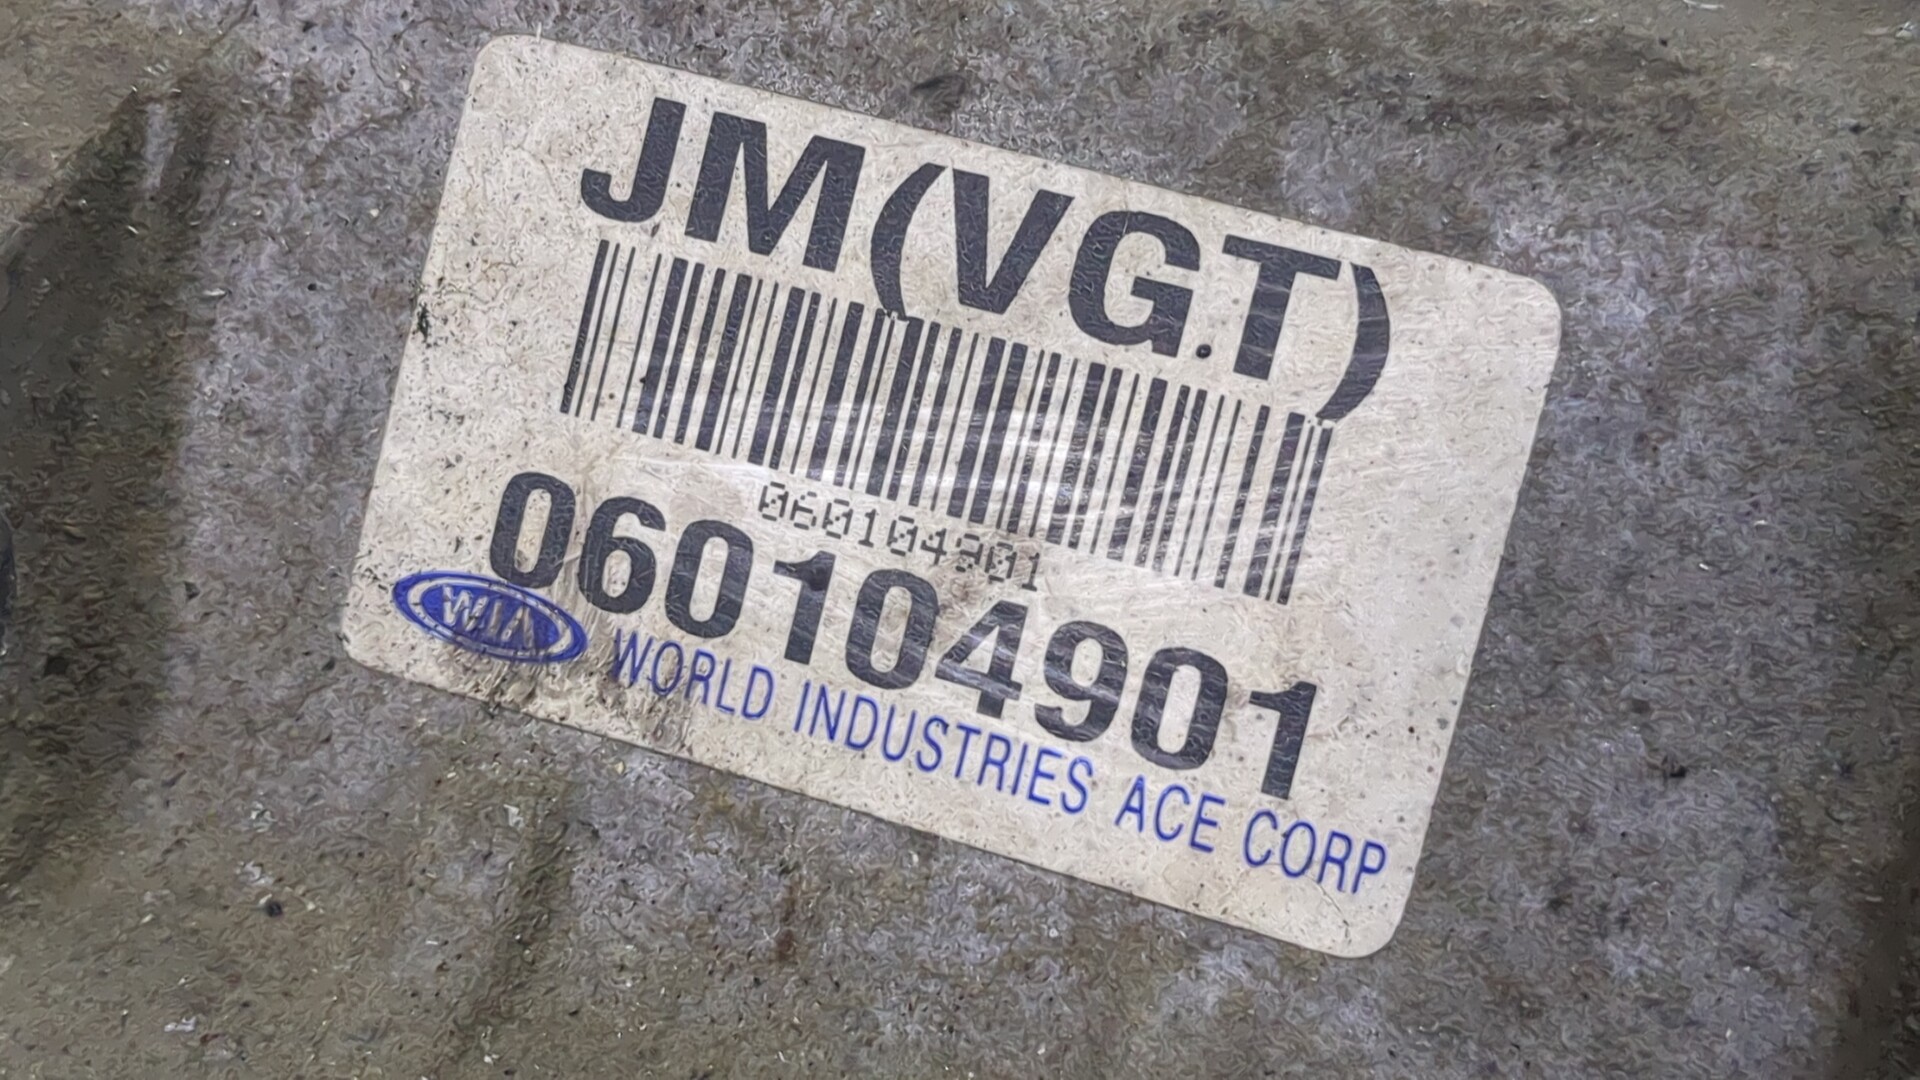 JM(VGT)
060104901
060104901
WIA WORLD INDUSTRIES ACE CORP